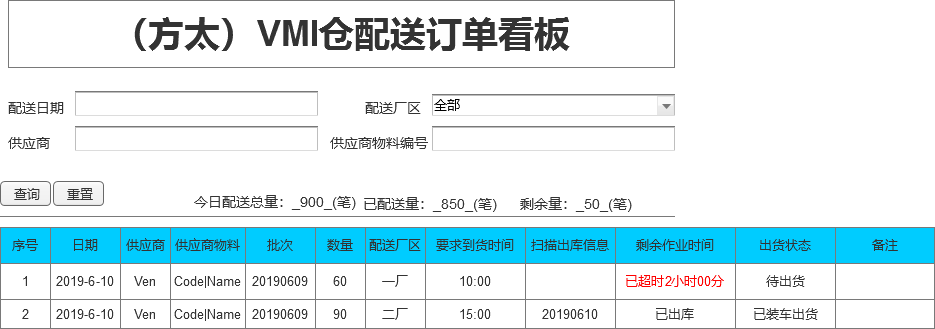 （方太）VMI仓配送订单看板
配送日期 配送厂区 全部
供应商 供应商物料编号
查询 重置 今日配送总量：_900_(笔) 已配送量：_850_(笔) 剩余量：_50_(笔)
序号 日期 供应商 供应商物料 批次 数量 配送厂区 要求到货时间 扫描出库信息 剩余作业时间 出货状态 备注
1 2019-6-10 Ven Code|Name 20190609 60 一厂 10:00 已超时2小时00分 待出货
2 2019-6-10 Ven Code|Name 20190609 90 二厂 15:00 20190610 已出库 已装车出货